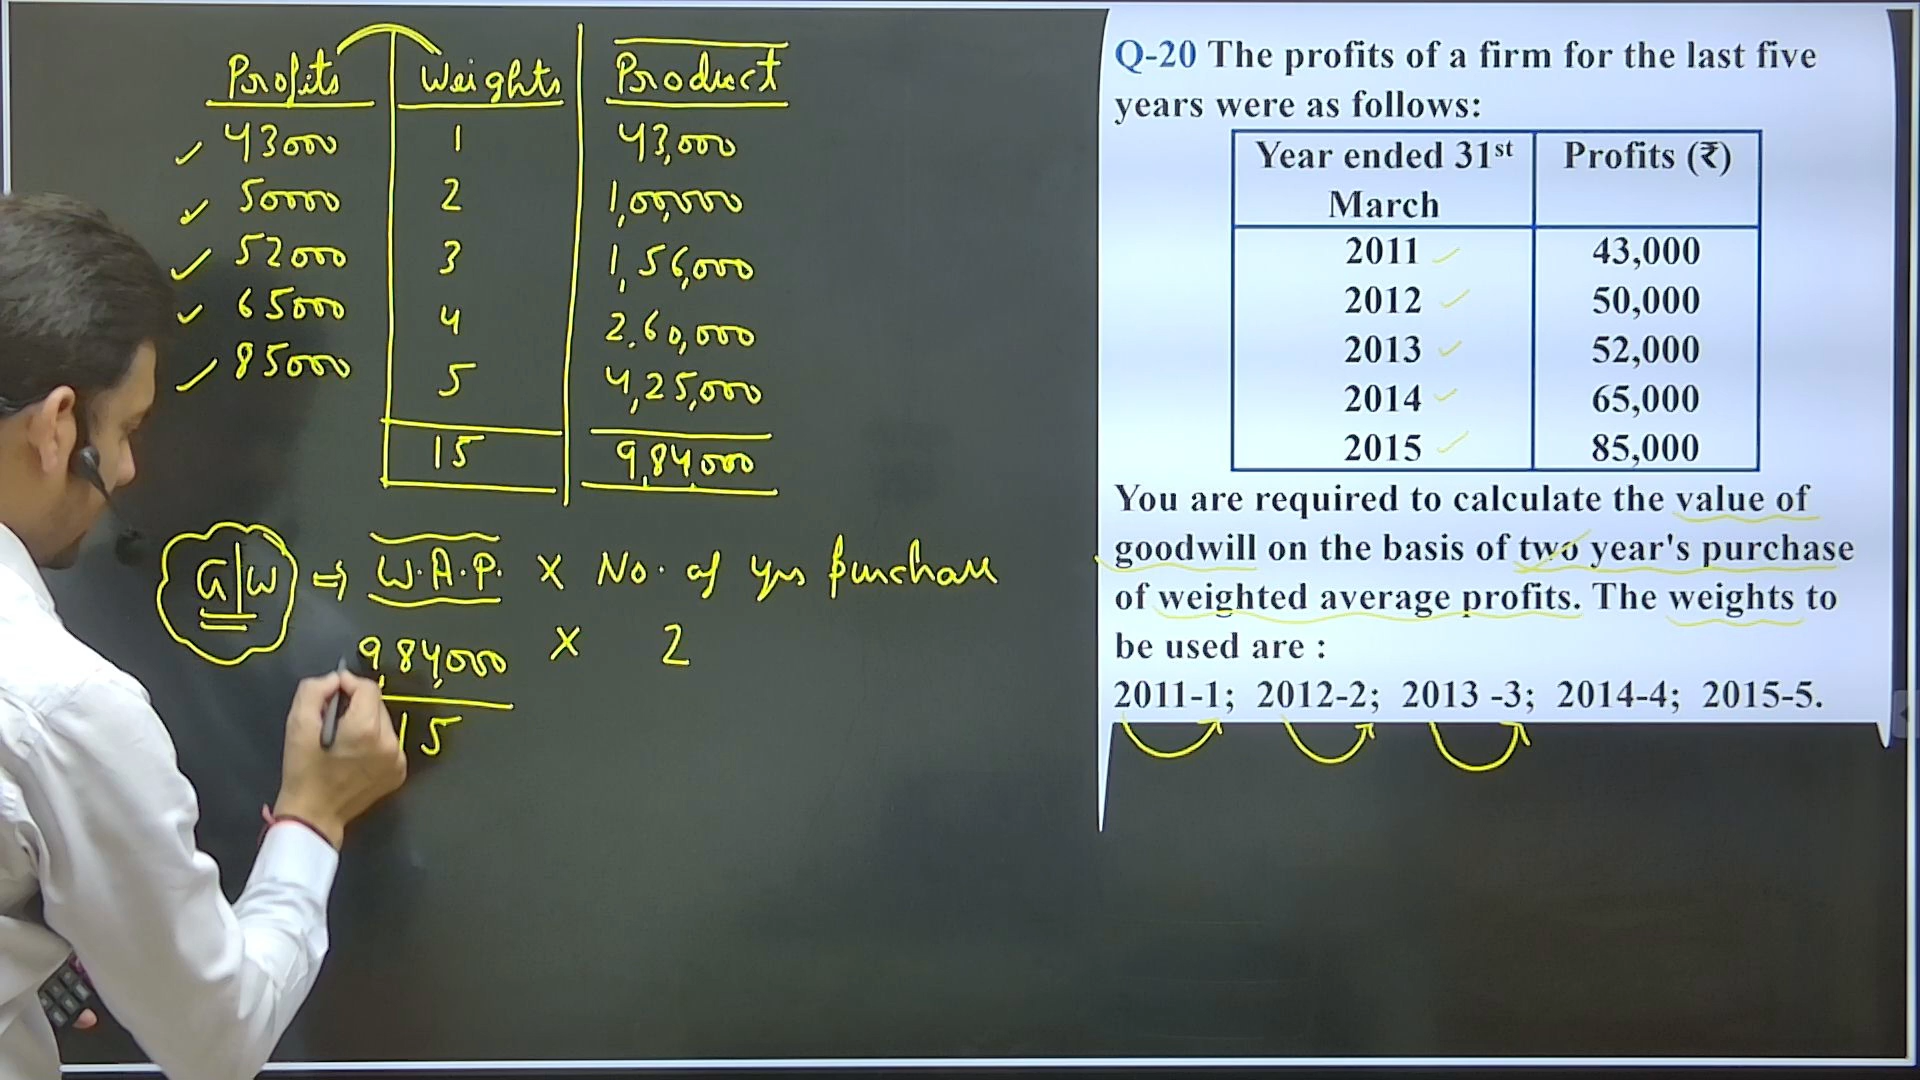 Profits Weights Product
43000 1 43,000
50000 2 1,00,000
52000 3 1,56,000
65000 4 2,60,000
85000 5 4,25,000
15 9,84,000
G/W ⇒ W.A.P. × No. of yrs purchase
9,84,000 × 2
15
Q-20 The profits of a firm for the last five
years were as follows:
Year ended 31st Profits (₹)
March
2011 43,000
2012 50,000
2013 52,000
2014 65,000
2015 85,000
You are required to calculate the value of
goodwill on the basis of two year's purchase
of weighted average profits. The weights to
be used are :
2011-1; 2012-2; 2013 -3; 2014-4; 2015-5.